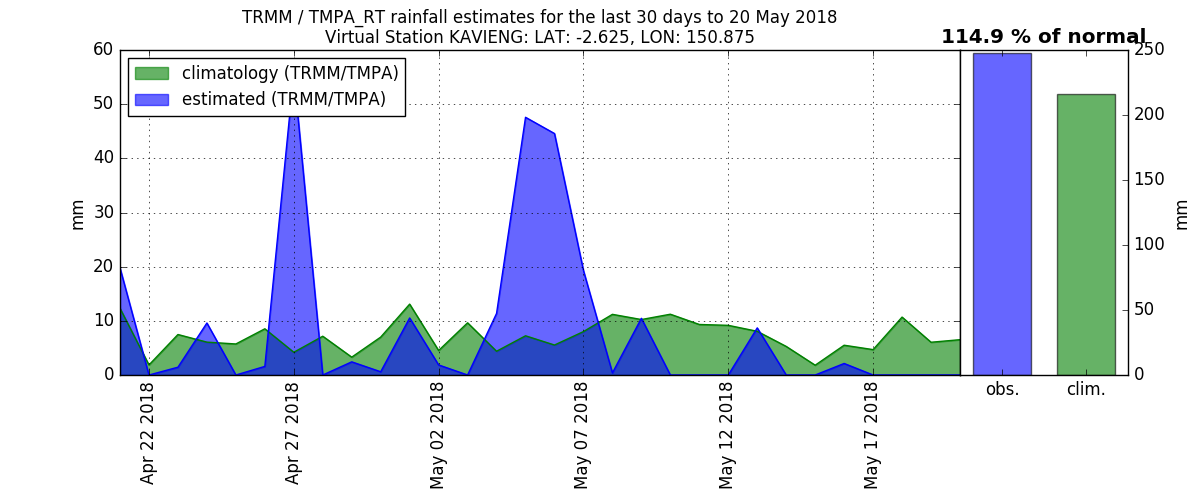 TRMM / TMPA_RT rainfall estimates for the last 30 days to 20 May 2018
Virtual Station KAVIENG: LAT: -2.625, LON: 150.875
114.9 % of normal
climatology (TRMM/TMPA)
estimated (TRMM/TMPA)
60
50
40
30
20
10
0
mm
Apr 22 2018
Apr 27 2018
May 02 2018
May 07 2018
May 12 2018
May 17 2018
250
200
150
100
50
0
mm
obs.
clim.